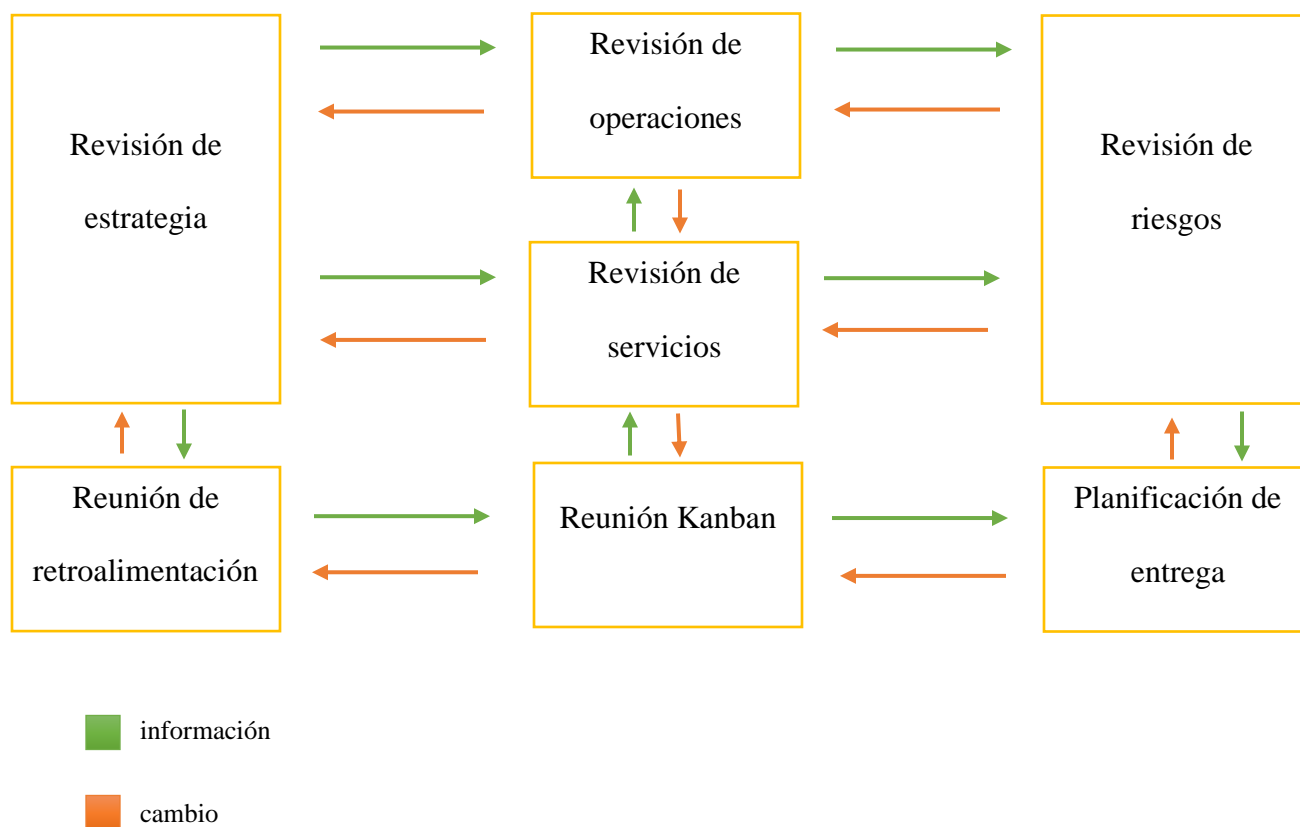 Revisión de
estrategia
Revisión de
operaciones
Revisión de
riesgos
Revisión de
servicios
Reunión de
retroalimentación
Reunión Kanban
Planificación de
entrega
información
cambio